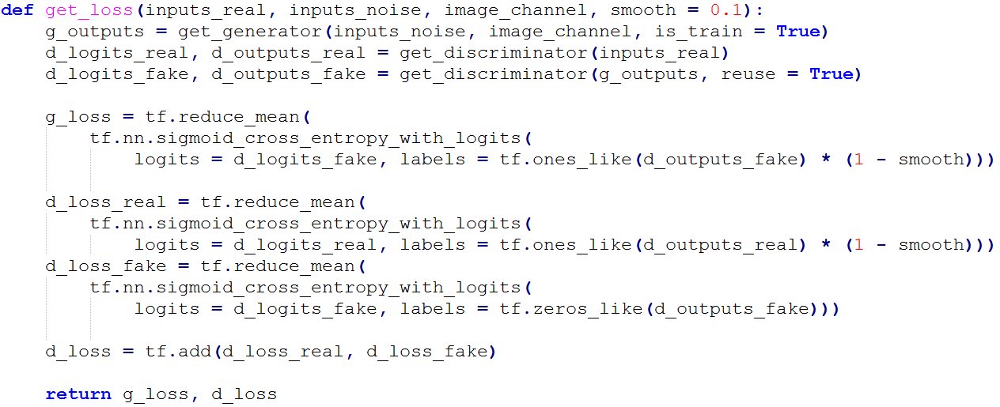 def get_loss(inputs_real, inputs_noise, image_channel, smooth = 0.1):
    g_outputs = get_generator(inputs_noise, image_channel, is_train = True)
    d_logits_real, d_outputs_real = get_discriminator(inputs_real)
    d_logits_fake, d_outputs_fake = get_discriminator(g_outputs, reuse = True)

    g_loss = tf.reduce_mean(
        tf.nn.sigmoid_cross_entropy_with_logits(
            logits = d_logits_fake, labels = tf.ones_like(d_outputs_fake) * (1 - smooth)))

    d_loss_real = tf.reduce_mean(
        tf.nn.sigmoid_cross_entropy_with_logits(
            logits = d_logits_real, labels = tf.ones_like(d_outputs_real) * (1 - smooth)))
    d_loss_fake = tf.reduce_mean(
        tf.nn.sigmoid_cross_entropy_with_logits(
            logits = d_logits_fake, labels = tf.zeros_like(d_outputs_fake)))

    d_loss = tf.add(d_loss_real, d_loss_fake)

    return g_loss, d_loss